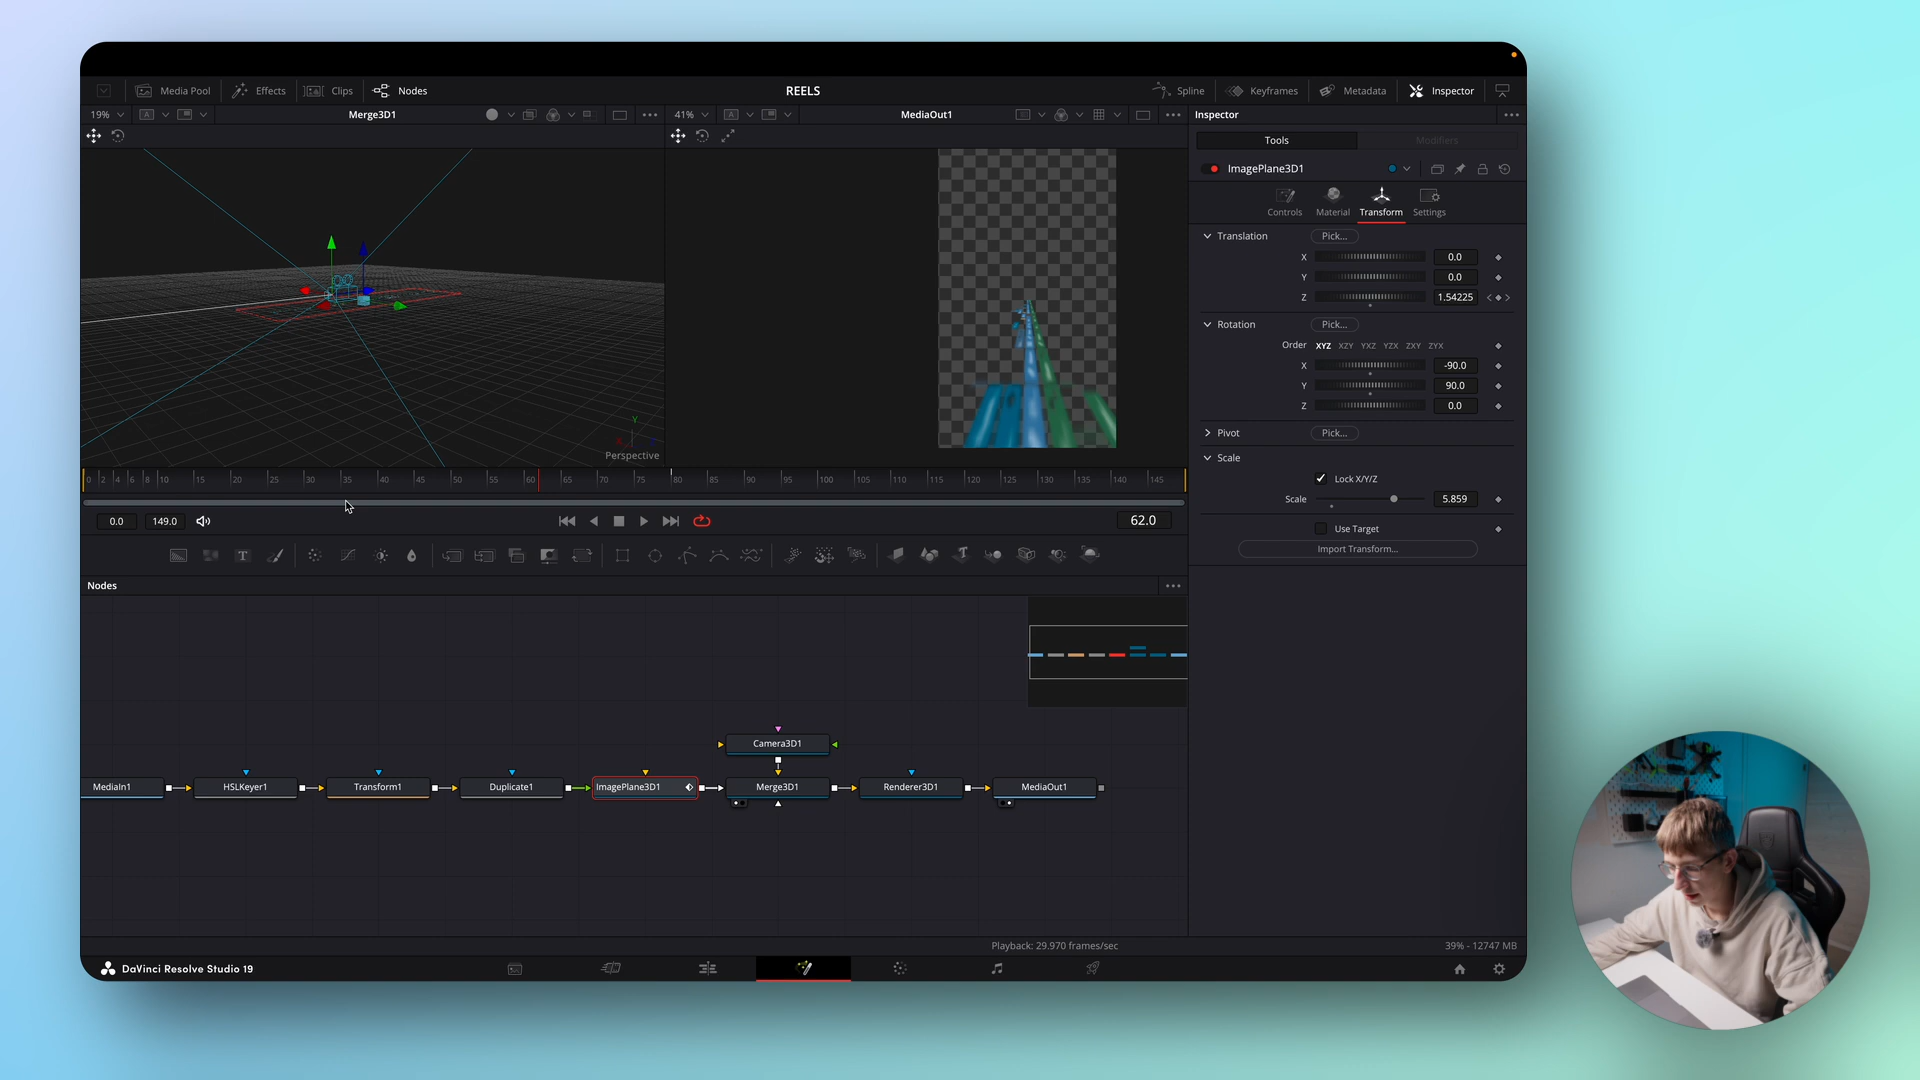 Media Pool Effects Clips Nodes REELS Spline Keyframes Metadata Inspector
19% A Merge3D1 41% A MediaOut1 Inspector
Tools Modifiers
ImagePlane3D1
Controls Material Transform Settings
Translation Pick...
X 0.0
Y 0.0
Z 1.54225
Rotation Pick...
Order XYZ XZY YXZ YZX ZXY ZYX
X -90.0
Y 90.0
Z 0.0
Pivot Pick...
Scale
Lock X/Y/Z
Scale 5.859
Use Target
Import Transform...
Y
Perspective
0 2 4 6 8 10 15 20 25 30 35 40 45 50 55 60 65 70 75 80 85 90 95 100 105 110 115 120 125 130 135 140 145
0.0 149.0 62.0
Nodes
Camera3D1
MediaIn1 HSLKeyer1 Transform1 Duplicate1 ImagePlane3D1 Merge3D1 Renderer3D1 MediaOut1
Playback: 29.970 frames/sec 39% - 12747 MB
DaVinci Resolve Studio 19